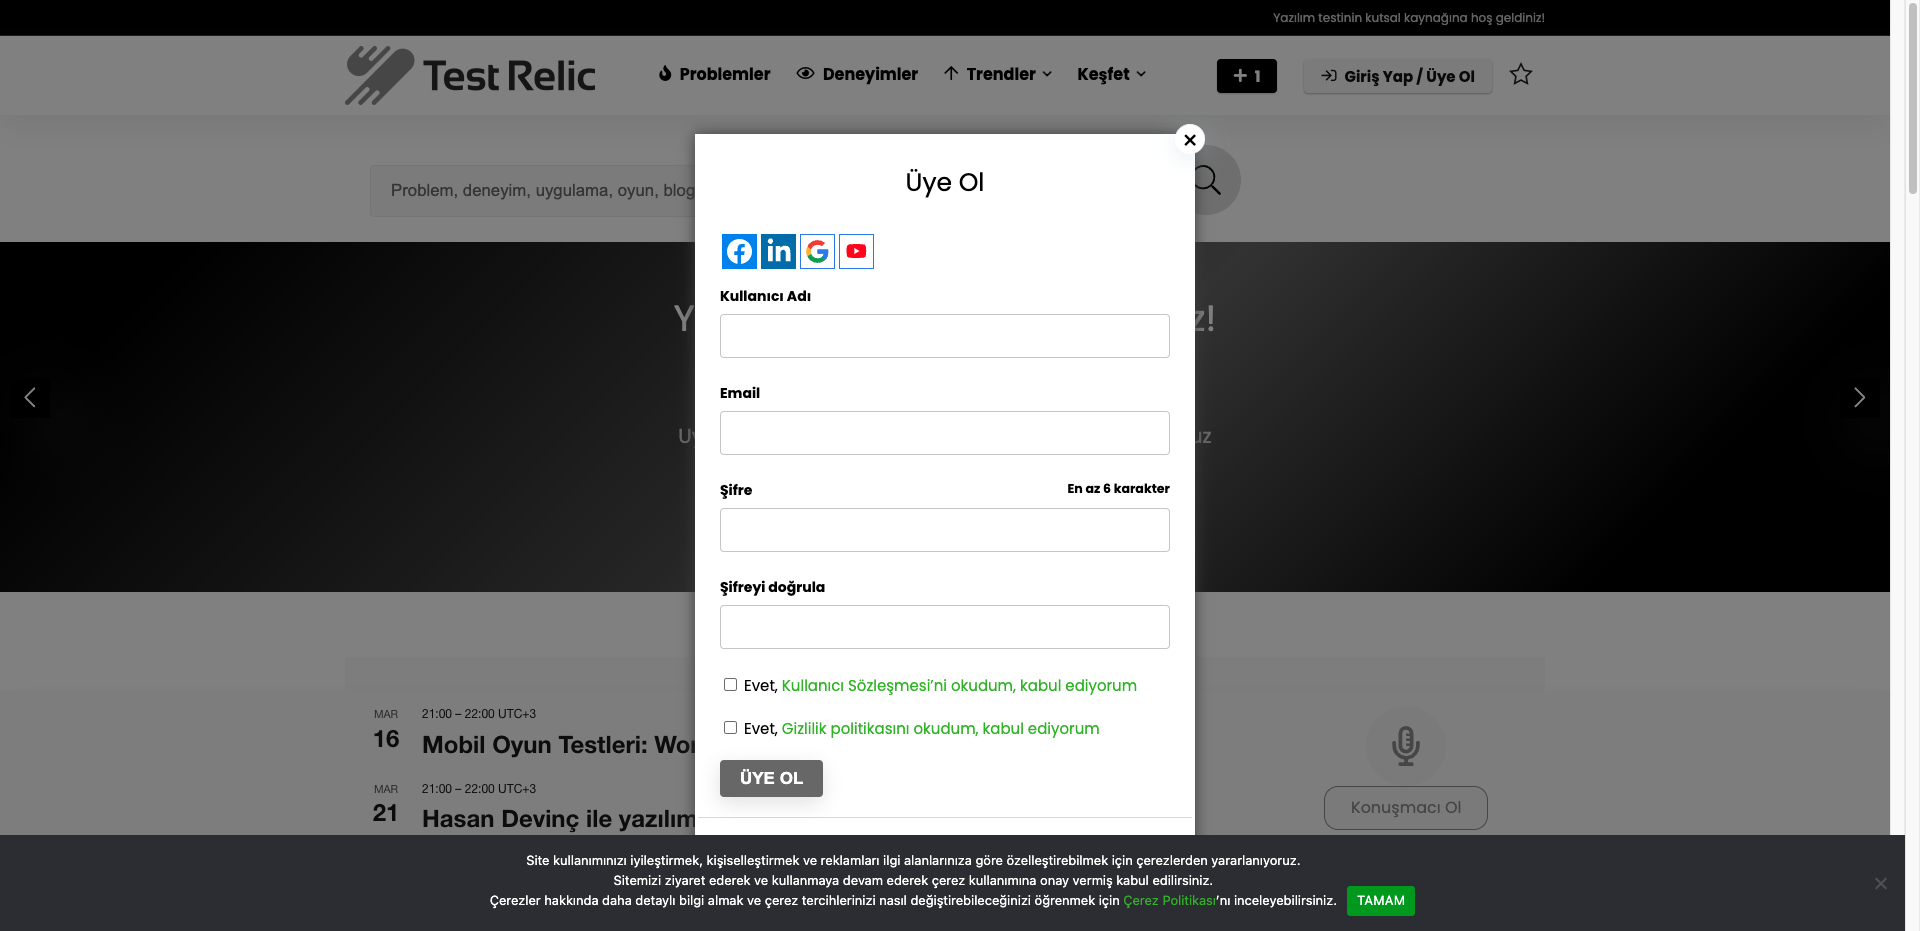 Yazılım testinin kutsal kaynağına hoş geldiniz!
Test Relic
Problemler
Deneyimler
Trendler
Keşfet
+ 1
Giriş Yap / Üye Ol
Problem, deneyim, uygulama, oyun, blog
Üye Ol
Kullanıcı Adı
Email
Şifre
En az 6 karakter
Şifreyi doğrula
Evet, Kullanıcı Sözleşmesi’ni okudum, kabul ediyorum
Evet, Gizlilik politikasını okudum, kabul ediyorum
ÜYE OL
MAR
16
21:00 – 22:00 UTC+3
Mobil Oyun Testleri:
MAR
21
21:00 – 22:00 UTC+3
Hasan Devinç ile yazılım
Konuşmacı Ol
Site kullanımınızı iyileştirmek, kişiselleştirmek ve reklamları ilgi alanlarınıza göre özelleştirebilmek için çerezlerden yararlanıyoruz.
Sitemizi ziyaret ederek ve kullanmaya devam ederek çerez kullanımına onay vermiş kabul edilirsiniz.
Çerezler hakkında daha detaylı bilgi almak ve çerez tercihlerinizi nasıl değiştirebileceğinizi öğrenmek için Çerez Politikası’nı inceleyebilirsiniz.
TAMAM